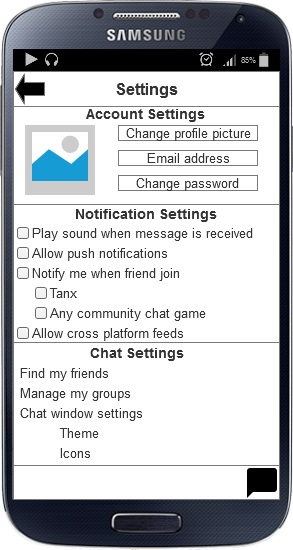 SAMSUNG
85%
Settings
Account Settings
Change profile picture
Email address
Change password
Notification Settings
Play sound when message is received
Allow push notifications
Notify me when friend join
Tanx
Any community chat game
Allow cross platform feeds
Chat Settings
Find my friends
Manage my groups
Chat window settings
Theme
Icons